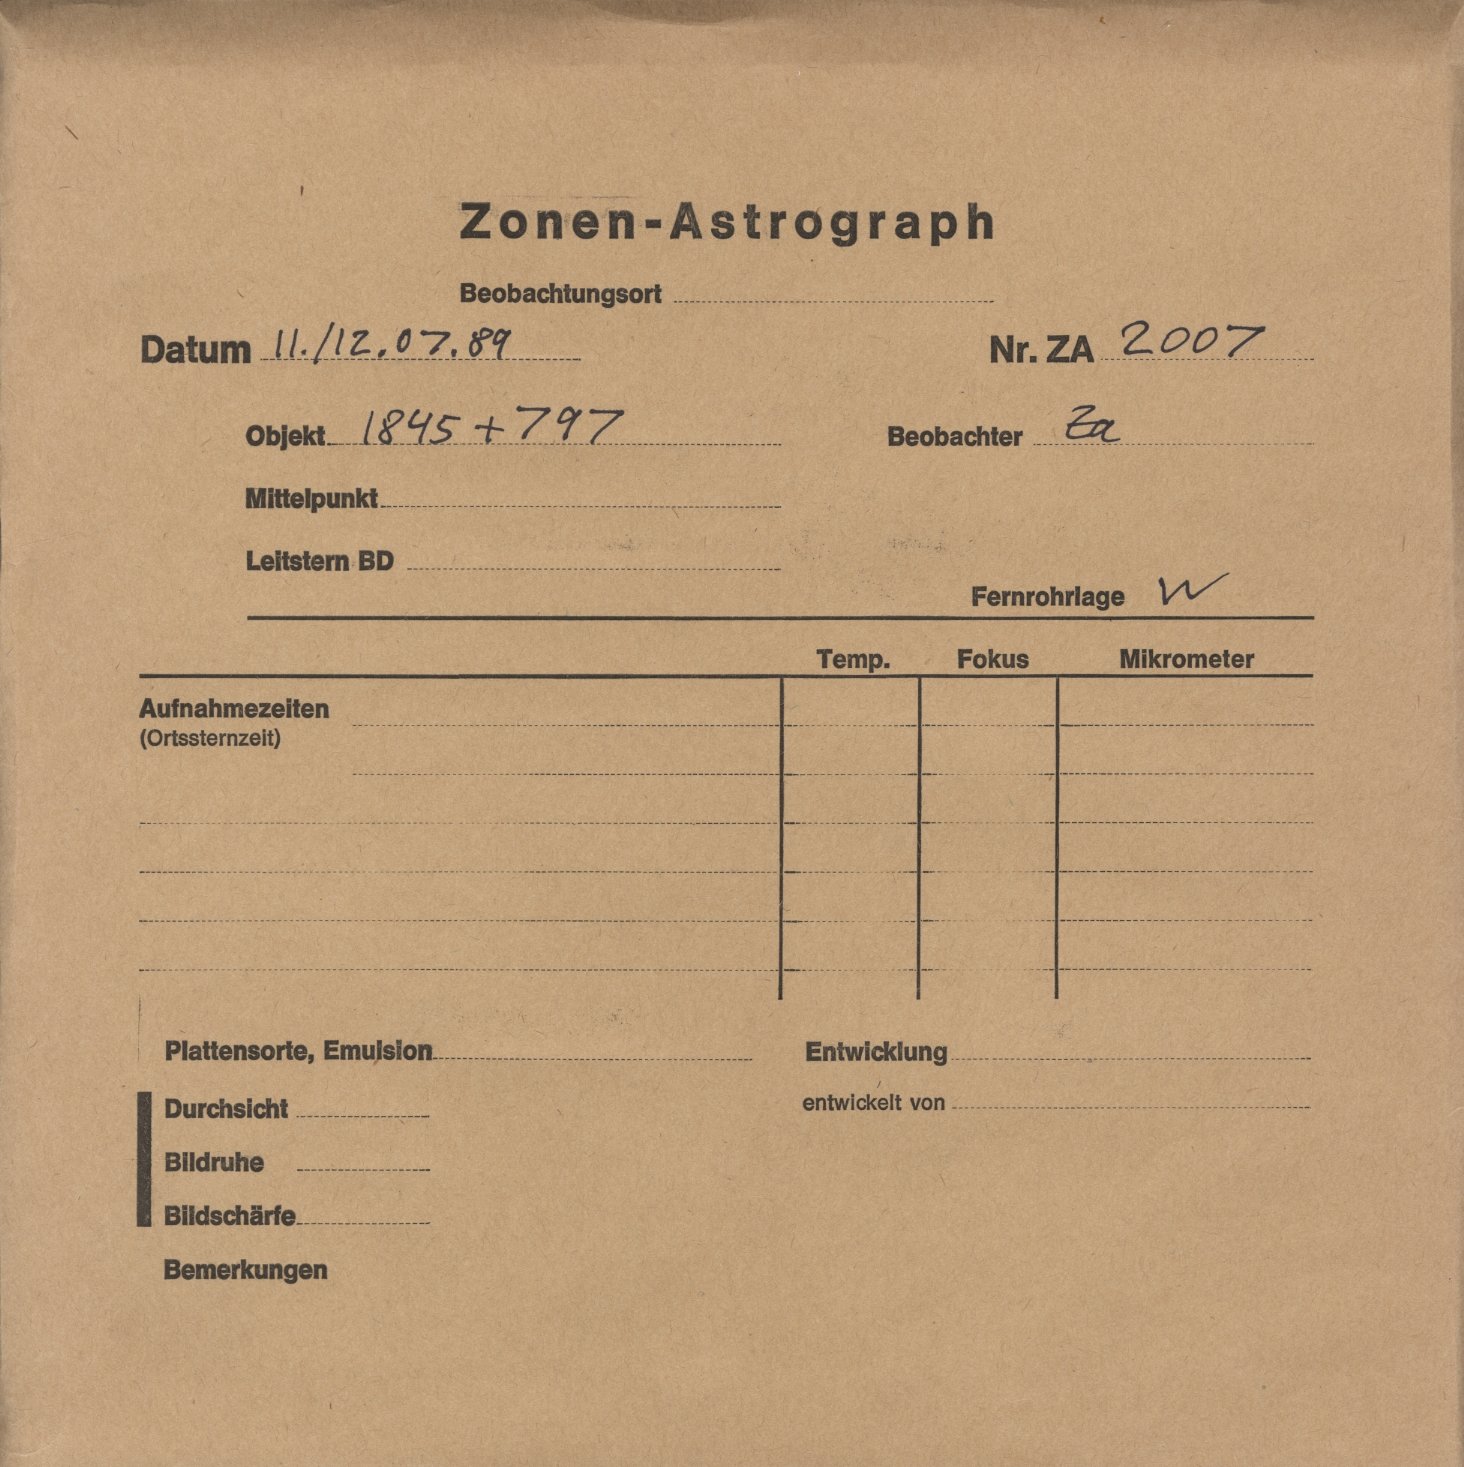 Zonen-Astrograph
Beobachtungsort
Datum 11./12.07.89 Nr. ZA 2007
Objekt 1845+797 Beobachter Za
Mittelpunkt
Leitstern BD
Fernrohrlage W
Temp. Fokus Mikrometer
Aufnahmezeiten
(Ortssternzeit)
Plattensorte, Emulsion Entwicklung
Durchsicht entwickelt von
Bildruhe
Bildschärfe
Bemerkungen